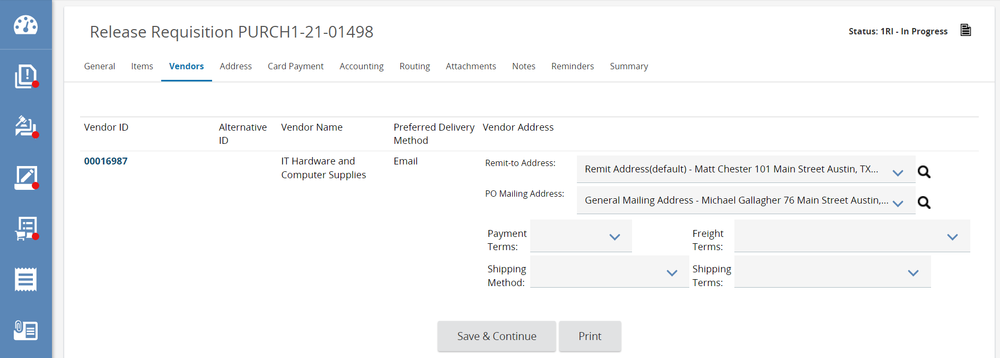 Release Requisition PURCH1-21-01498
Status: 1RI - In Progress
General Items Vendors Address Card Payment Accounting Routing Attachments Notes Reminders Summary
Vendor ID
Alternative
ID
Vendor Name
Preferred Delivery
Method
Vendor Address
00016987
IT Hardware and
Computer Supplies
Email
Remit-to Address:
Remit Address(default) - Matt Chester 101 Main Street Austin, TX...
PO Mailing Address:
General Mailing Address - Michael Gallagher 76 Main Street Austin,...
Payment
Terms:
Freight
Terms:
Shipping
Method:
Shipping
Terms:
Save & Continue
Print